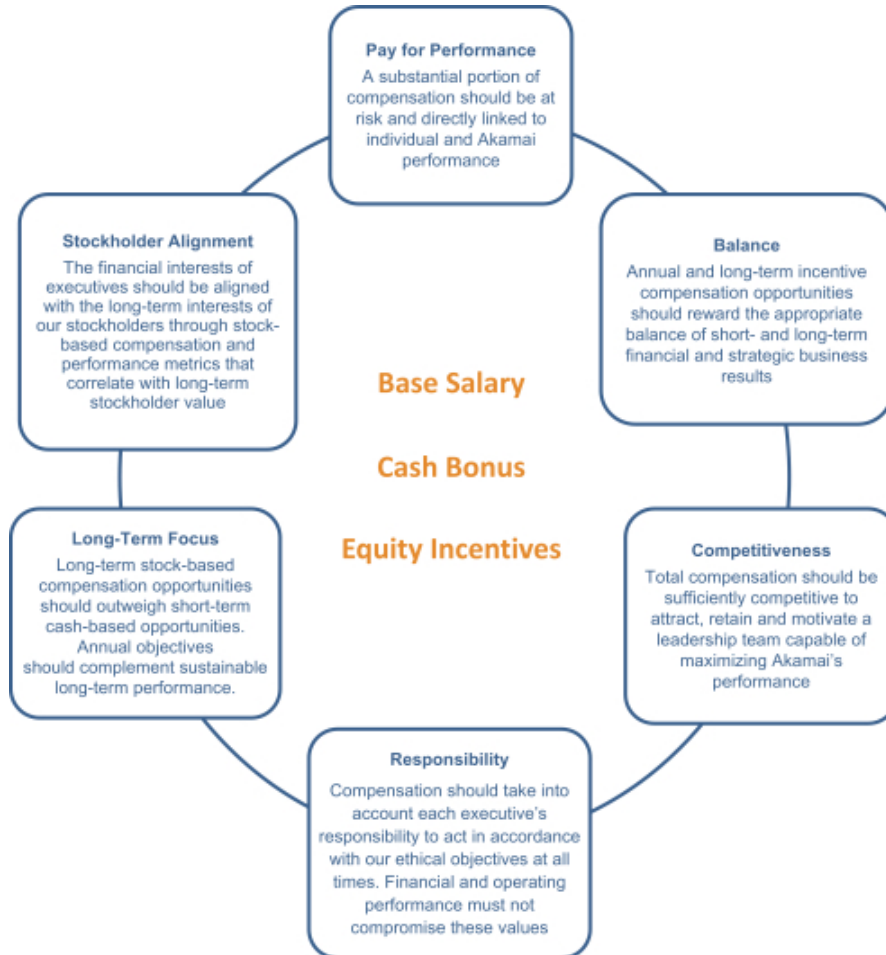 Pay for Performance
A substantial portion of
compensation should be at
risk and directly linked to
individual and Akamai
performance
Stockholder Alignment
The financial interests of
executives should be aligned
with the long-term interests of
our stockholders through stock-
based compensation and
performance metrics that
correlate with long-term
stockholder value
Balance
Annual and long-term incentive
compensation opportunities
should reward the appropriate
balance of short- and long-term
financial and strategic business
results
Base Salary
Cash Bonus
Equity Incentives
Long-Term Focus
Long-term stock-based
compensation opportunities
should outweigh short-term
cash-based opportunities.
Annual objectives
should complement sustainable
long-term performance.
Competitiveness
Total compensation should be
sufficiently competitive to
attract, retain and motivate a
leadership team capable of
maximizing Akamai's
performance
Responsibility
Compensation should take into
account each executive's
responsibility to act in accordance
with our ethical objectives at all
times. Financial and operating
performance must not
compromise these values